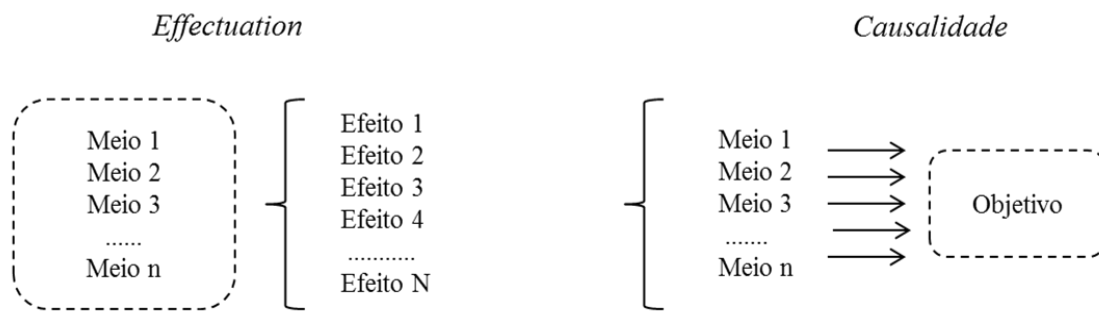 Effectuation
Causalidade
Meio 1
Meio 2
Meio 3
......
Meio n
Efeito 1
Efeito 2
Efeito 3
Efeito 4
...........
Efeito N
Meio 1
Meio 2
Meio 3
.......
Meio n
Objetivo